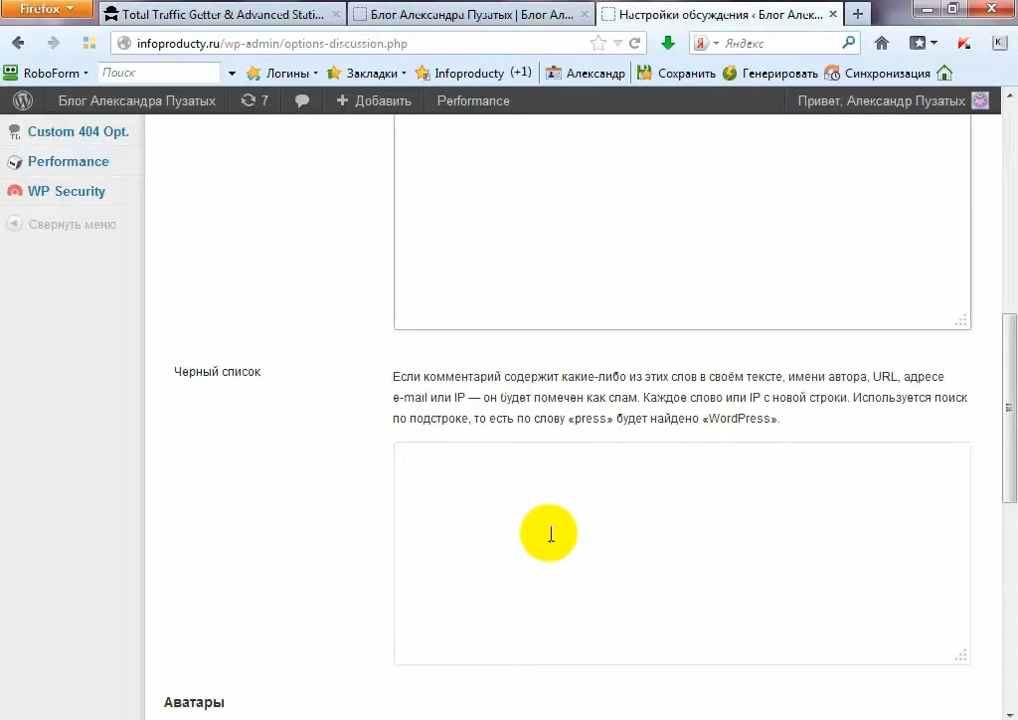 Firefox
Total Traffic Getter & Advanced Stati...
Блог Александра Пузатых | Блог Ал...
Настройки обсуждения ‹ Блог Алек...
infoproducty.ru/wp-admin/options-discussion.php
Яндекс
RoboForm
Поиск
Логины
Закладки
Infoproducty (+1)
Александр
Сохранить
Генерировать
Синхронизация
Блог Александра Пузатых
7
Добавить
Performance
Привет, Александр Пузатых
Custom 404 Opt.
Performance
WP Security
Свернуть меню
Черный список
Если комментарий содержит какие-либо из этих слов в своём тексте, имени автора, URL, адресе
e-mail или IP — он будет помечен как спам. Каждое слово или IP с новой строки. Используется поиск
по подстроке, то есть по слову «press» будет найдено «WordPress».
Аватары